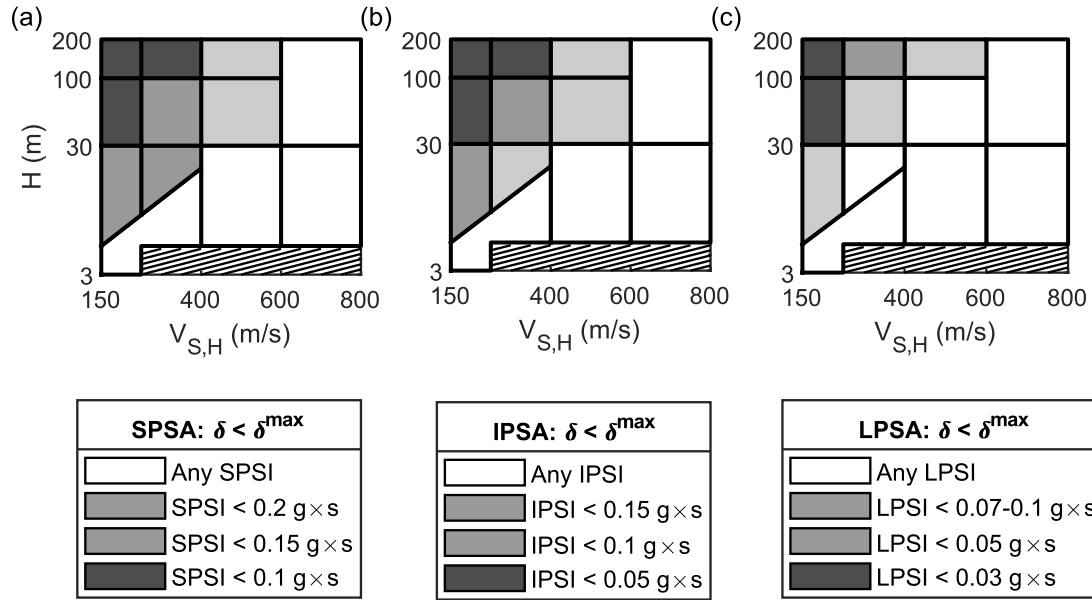 (a)
200
100
30
3
H (m)
150 400 600 800
V_S,H (m/s)
(b)
200
100
30
3
150 400 600 800
V_S,H (m/s)
(c)
200
100
30
3
150 400 600 800
V_S,H (m/s)
SPSA: δ < δ^max
Any SPSI
SPSI < 0.2 g×s
SPSI < 0.15 g×s
SPSI < 0.1 g×s
IPSA: δ < δ^max
Any IPSI
IPSI < 0.15 g×s
IPSI < 0.1 g×s
IPSI < 0.05 g×s
LPSA: δ < δ^max
Any LPSI
LPSI < 0.07-0.1 g×s
LPSI < 0.05 g×s
LPSI < 0.03 g×s